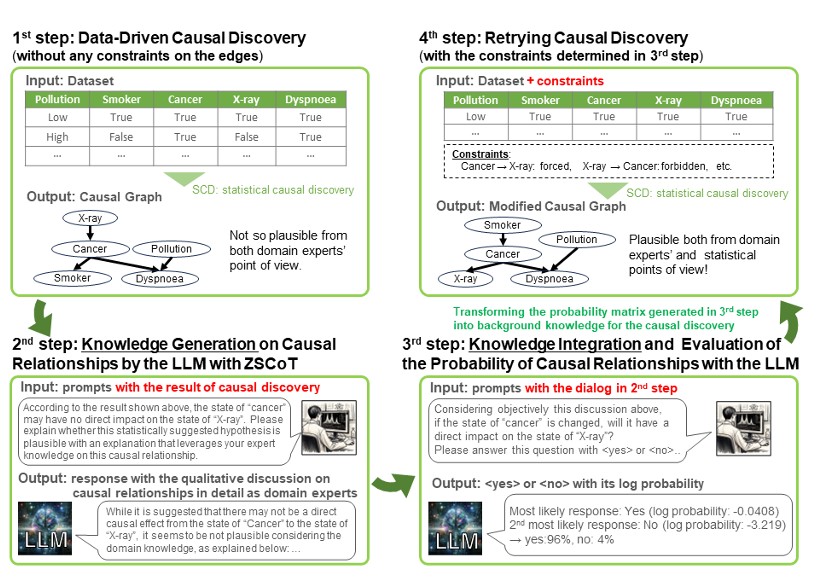 1st step: Data-Driven Causal Discovery
(without any constraints on the edges)
Input: Dataset
Pollution Smoker Cancer X-ray Dyspnoea
Low True True True True
High False True False True
... ... ... ... ...
SCD: statistical causal discovery
Output: Causal Graph
X-ray
Cancer
Pollution
Smoker
Dyspnoea
Not so plausible from
both domain experts’
point of view.
4th step: Retrying Causal Discovery
(with the constraints determined in 3rd step)
Input: Dataset + constraints
Pollution Smoker Cancer X-ray Dyspnoea
Low True True True True
... ... ... ... ...
Constraints:
Cancer → X-ray: forced, X-ray → Cancer: forbidden, etc.
SCD: statistical causal discovery
Output: Modified Causal Graph
Smoker
Pollution
Cancer
X-ray
Dyspnoea
Plausible both from domain
experts’ and statistical
points of view!
Transforming the probability matrix generated in 3rd step
into background knowledge for the causal discovery
2nd step: Knowledge Generation on Causal
Relationships by the LLM with ZSCoT
Input: prompts with the result of causal discovery
According to the result shown above, the state of “cancer”
may have no direct impact on the state of “X-ray”. Please
explain whether this statistically suggested hypothesis is
plausible with an explanation that leverages your expert
knowledge on this causal relationship.
Output: response with the qualitative discussion on
causal relationships in detail as domain experts
LLM
While it is suggested that there may not be a direct
causal effect from the state of “Cancer” to the state of
“X-ray”, it seems to be not plausible considering the
domain knowledge, as explained below: …
3rd step: Knowledge Integration and Evaluation of
the Probability of Causal Relationships with the LLM
Input: prompts with the dialog in 2nd step
Considering objectively this discussion above,
if the state of “cancer” is changed, will it have a
direct impact on the state of “X-ray”?
Please answer this question with <yes> or <no>..
Output: <yes> or <no> with its log probability
LLM
Most likely response: Yes (log probability: -0.0408)
2nd most likely response: No (log probability: -3.219)
→ yes:96%, no: 4%